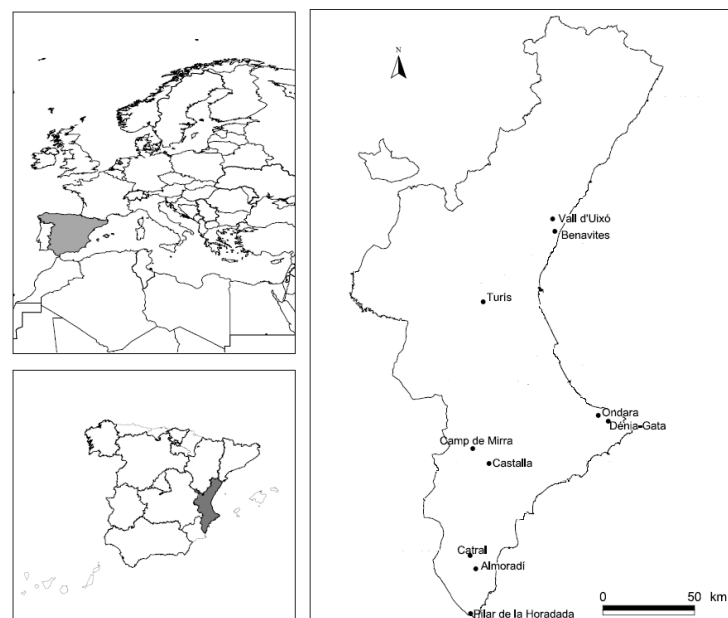 N
Vall d'Uixó
Benavites
Turís
Ondara
Dénia-Gata
Camp de Mirra
Castalla
Catral
Almoradí
Pilar de la Horadada
0 50 km